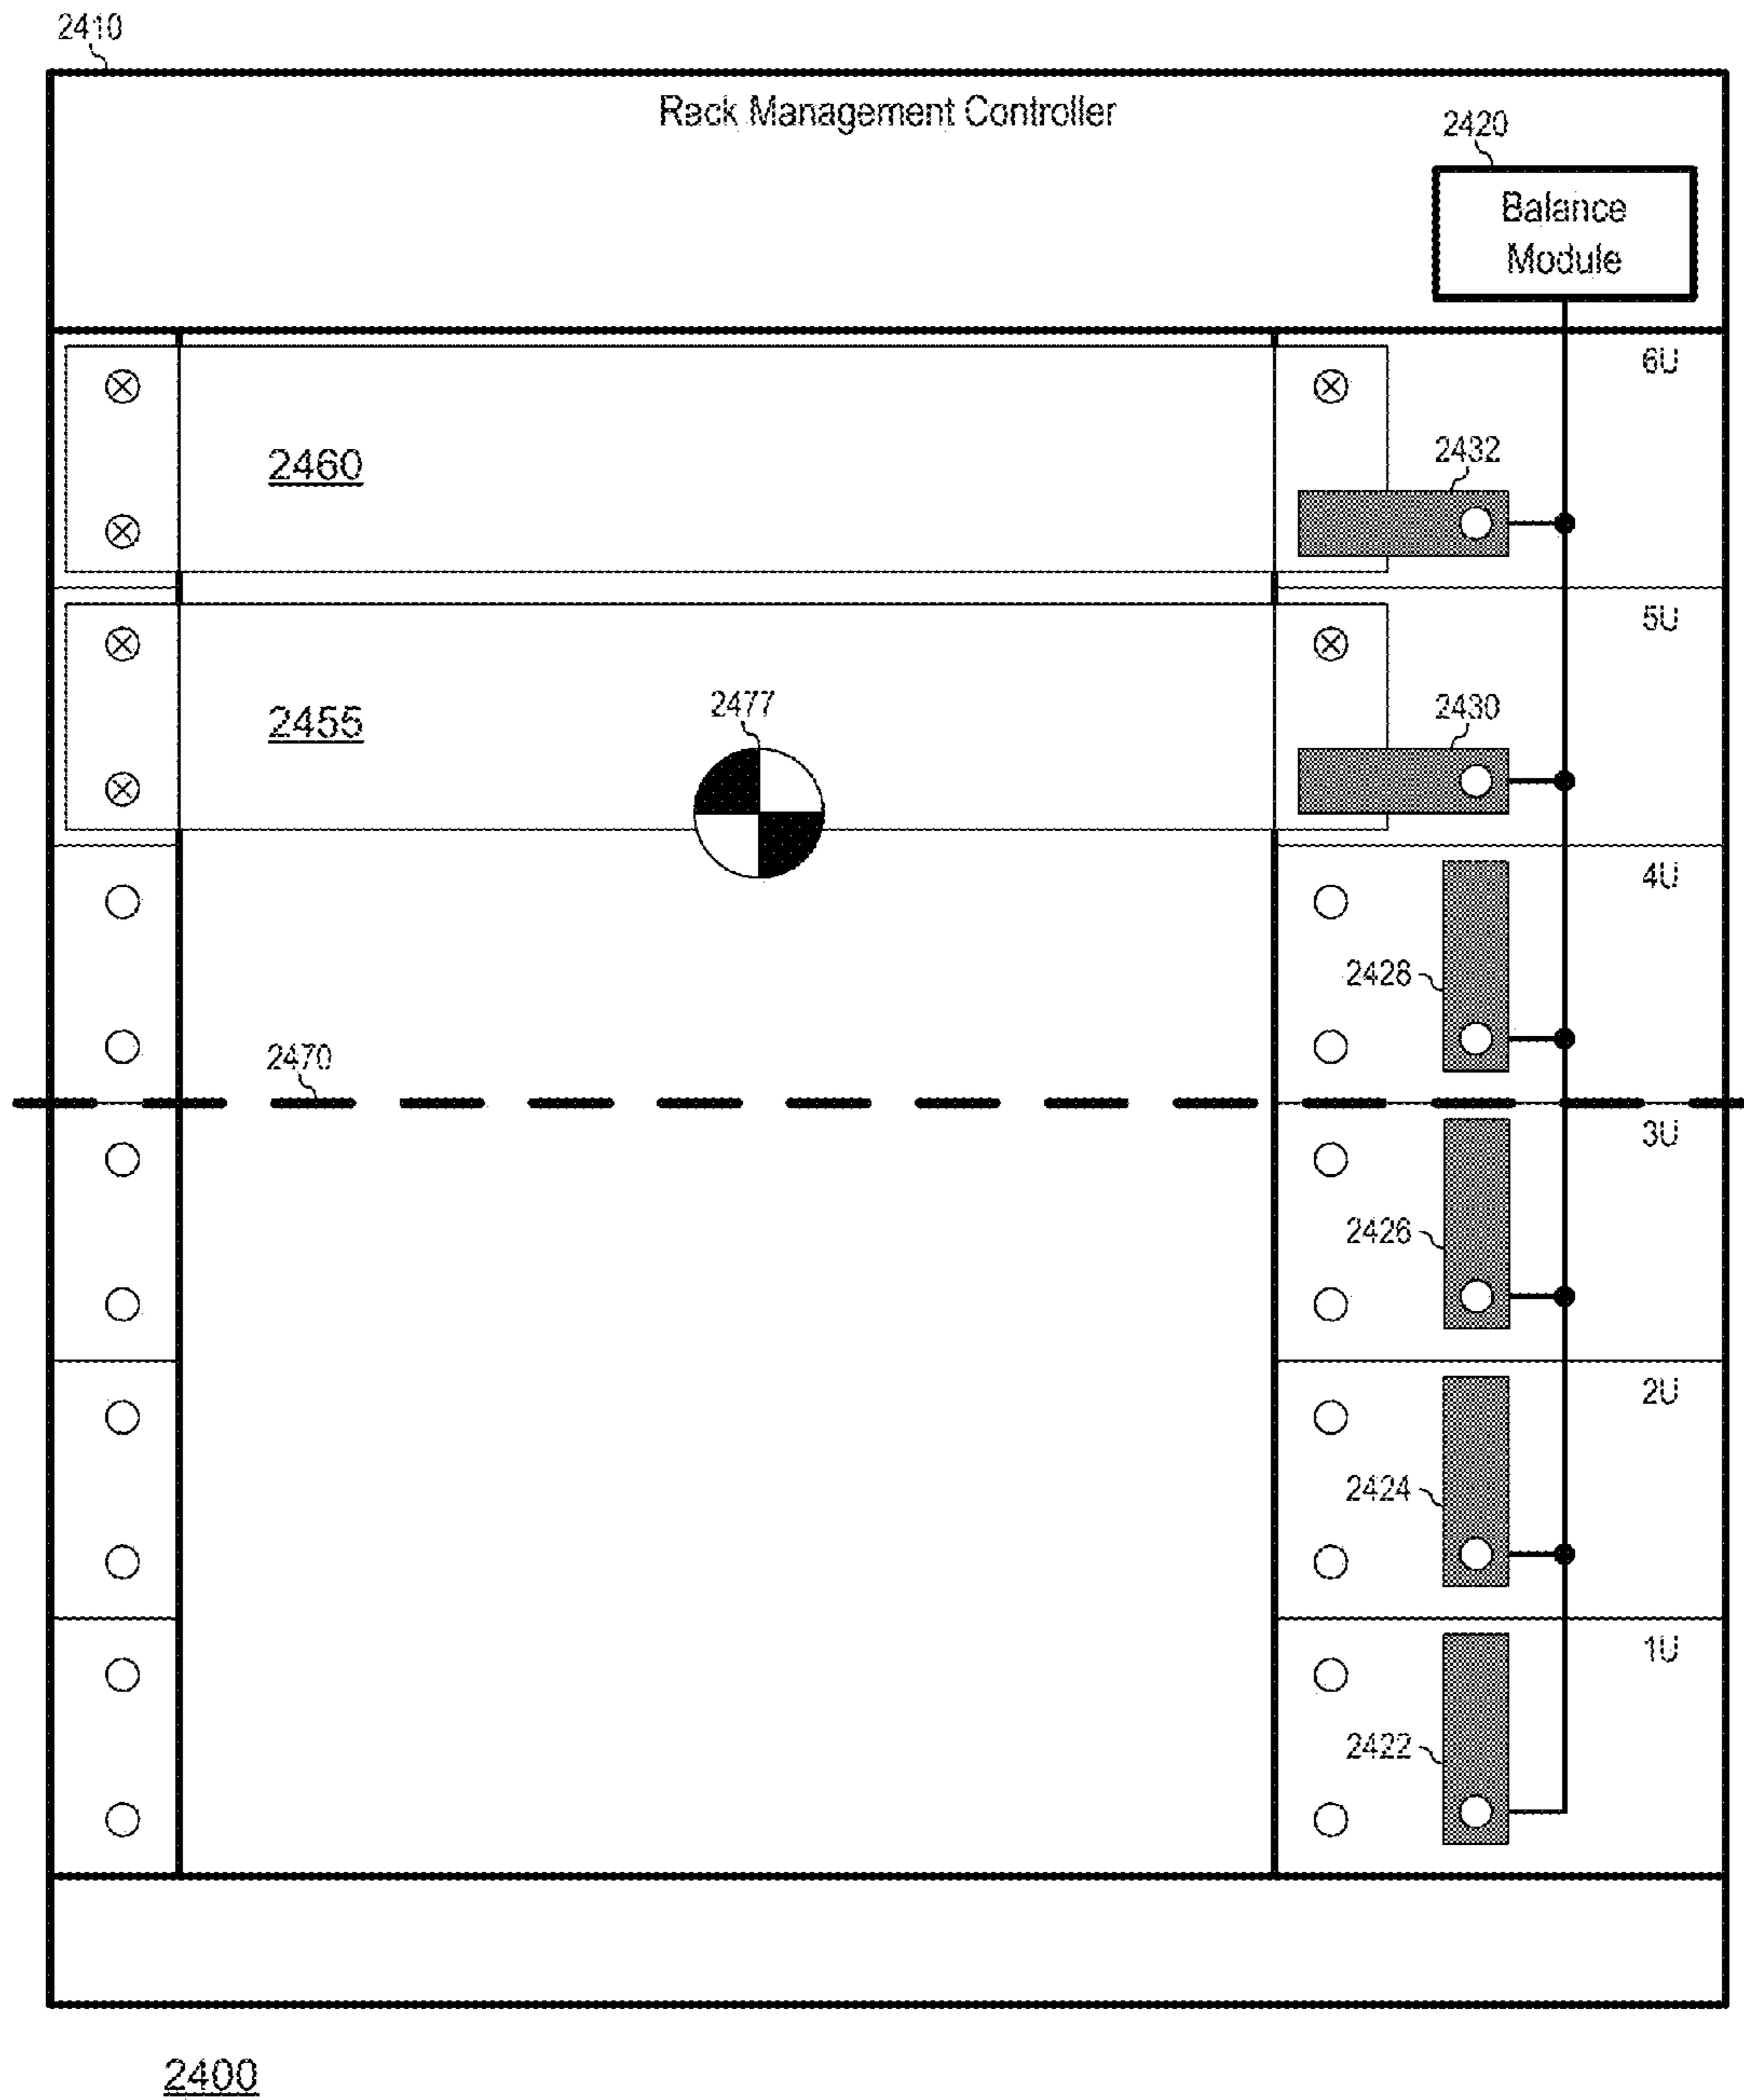 2410
Rack Management Controller
2420
Balance
Module
6U
2432
2460
5U
2430
2477
2455
4U
2428
2470
3U
2426
2U
2424
1U
2422
2400